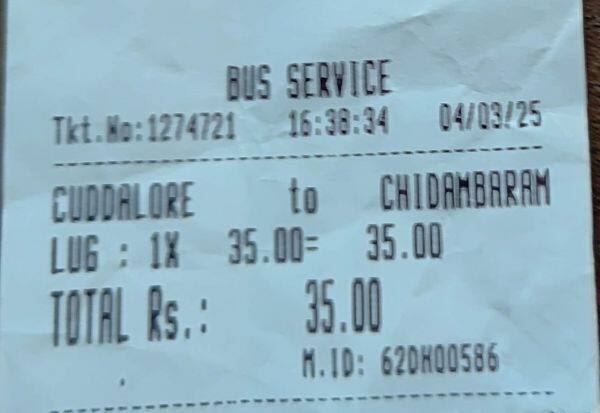 BUS SERVICE
Tkt.No:1274721 16:38:34 04/03/25
CUDDALORE to CHIDAMBARAM
LUG : 1X 35.00= 35.00
TOTAL Rs.: 35.00
M.ID: 62DH00586